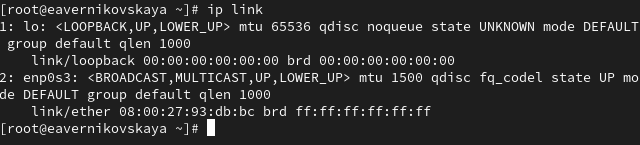 [root@eavernikovskaya ~]# ip link
1: lo: <LOOPBACK,UP,LOWER_UP> mtu 65536 qdisc noqueue state UNKNOWN mode DEFAULT
 group default qlen 1000
    link/loopback 00:00:00:00:00:00 brd 00:00:00:00:00:00
2: enp0s3: <BROADCAST,MULTICAST,UP,LOWER_UP> mtu 1500 qdisc fq_codel state UP mo
de DEFAULT group default qlen 1000
    link/ether 08:00:27:93:db:bc brd ff:ff:ff:ff:ff:ff
[root@eavernikovskaya ~]#